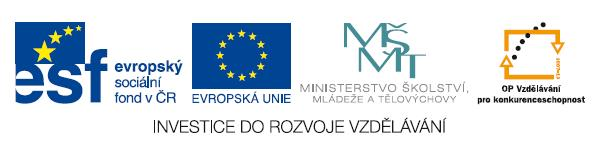 esf evropský
sociální
fond v ČR
EVROPSKÁ UNIE
MŠMT
MINISTERSTVO ŠKOLSTVÍ,
MLÁDEŽE A TĚLOVÝCHOVY
OP Vzdělávání
pro konkurenceschopnost
INVESTICE DO ROZVOJE VZDĚLÁVÁNÍ